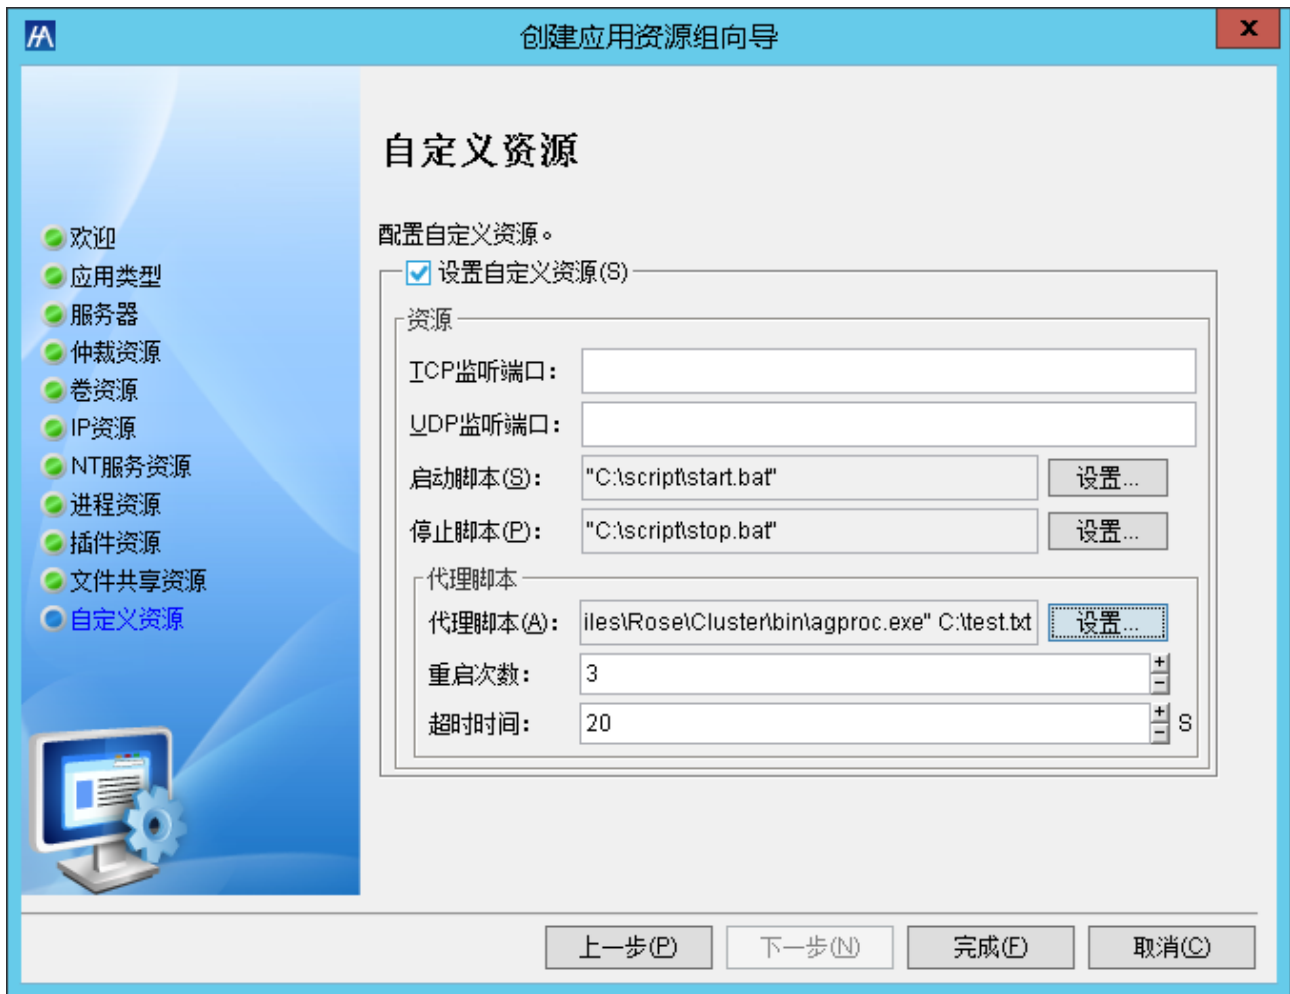 创建应用资源组向导
自定义资源
配置自定义资源。
设置自定义资源(S)
资源
TCP监听端口：
UDP监听端口：
启动脚本(S)： "C:\script\start.bat" 设置...
停止脚本(P)： "C:\script\stop.bat" 设置...
代理脚本
代理脚本(A)： iles\Rose\Cluster\bin\agproc.exe" C:\test.txt 设置...
重启次数： 3
超时时间： 20 S
欢迎
应用类型
服务器
仲裁资源
卷资源
IP资源
NT服务资源
进程资源
插件资源
文件共享资源
自定义资源
上一步(P) 下一步(N) 完成(F) 取消(C)